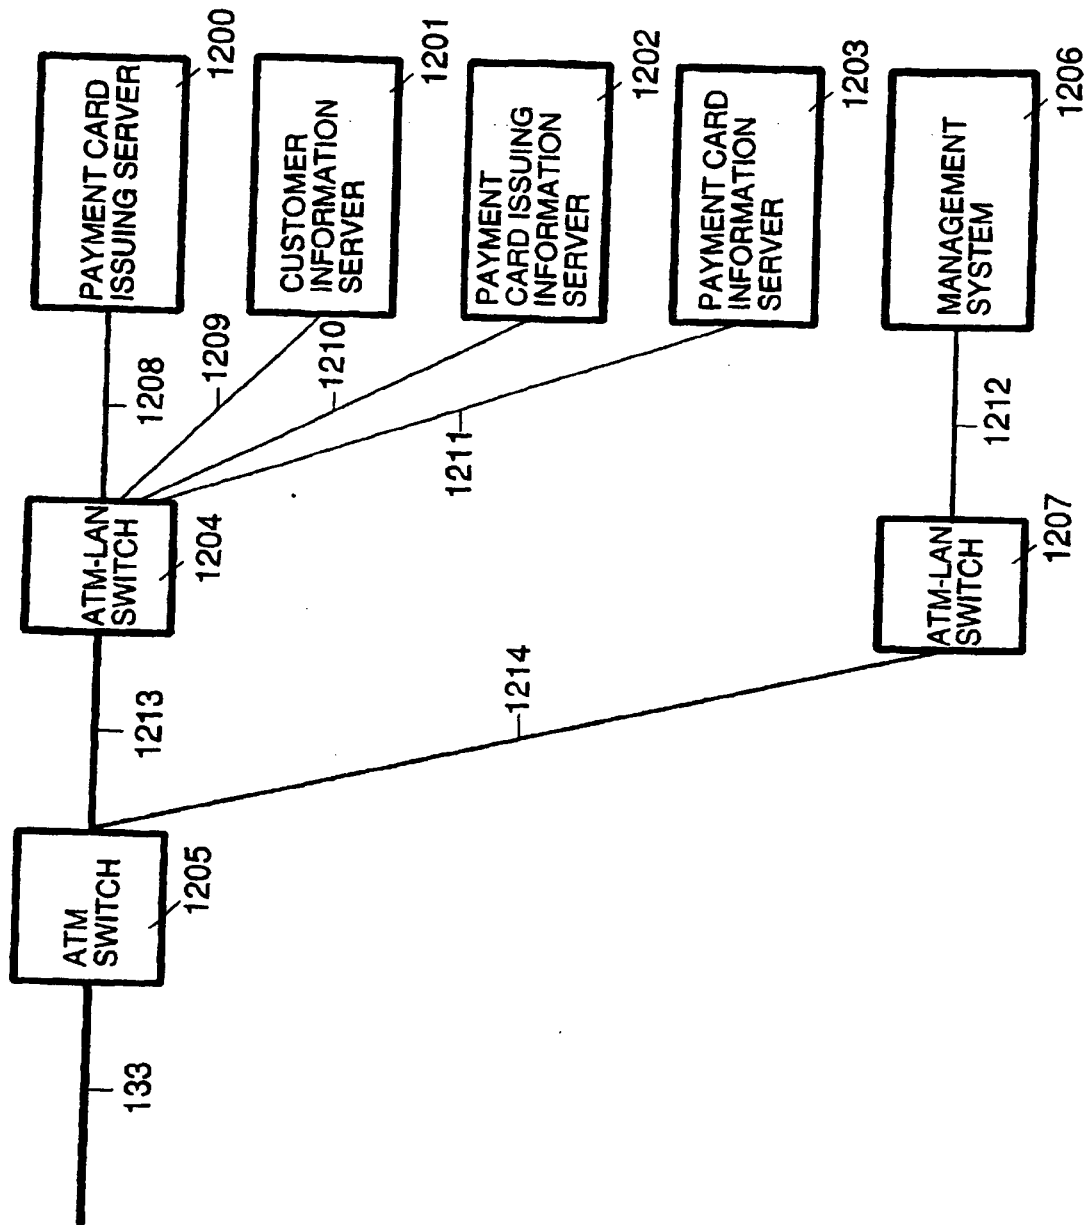 PAYMENT CARD
ISSUING SERVER
1200
CUSTOMER
INFORMATION
SERVER
1201
PAYMENT
CARD ISSUING
INFORMATION
SERVER
1202
PAYMENT CARD
INFORMATION
SERVER
1203
MANAGEMENT
SYSTEM
1206
1208
1209
1210
1211
1212
ATM-LAN
SWITCH
1204
ATM-LAN
SWITCH
1207
1213
1214
ATM
SWITCH
1205
133